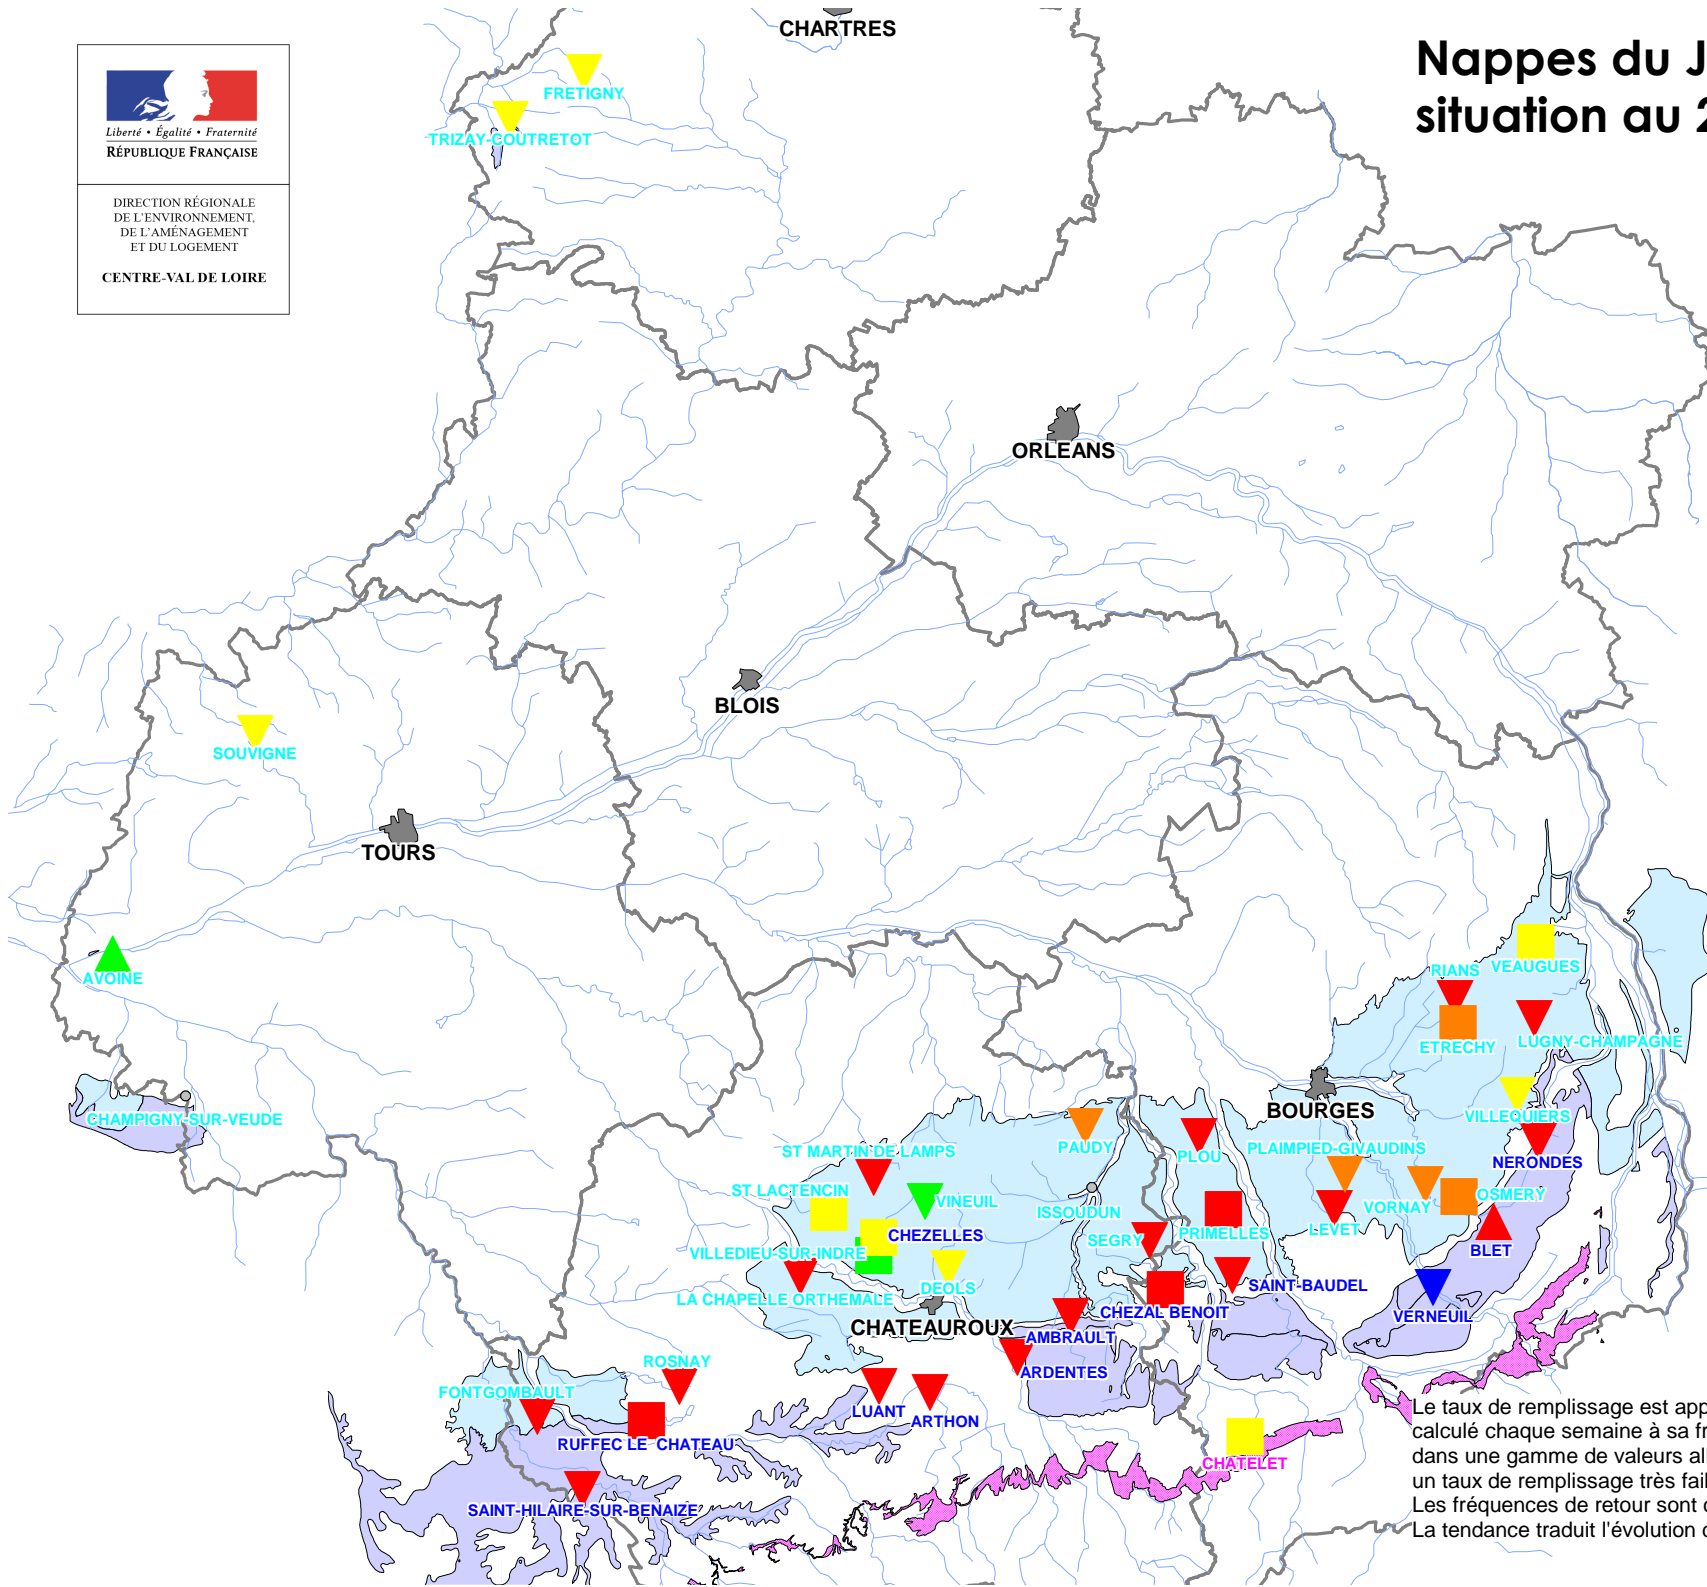 CHARTRES
Nappes du J
situation au 2
Liberté • Égalité • Fraternité
RÉPUBLIQUE FRANÇAISE
DIRECTION RÉGIONALE
DE L'ENVIRONNEMENT,
DE L'AMÉNAGEMENT
ET DU LOGEMENT
CENTRE-VAL DE LOIRE
FRETIGNY
TRIZAY-COUTRETOT
ORLEANS
BLOIS
SOUVIGNE
TOURS
AVOINE
RIANS
VEAUGUES
ETRECHY
LUGNY-CHAMPAGNE
CHAMPIGNY-SUR-VEUDE
BOURGES
VILLEQUIERS
ST MARTIN DE LAMPS
PAUDY
PLOU
PLAIMPIED-GIVAUDINS
NERONDES
ST LACTENCIN
VINEUIL
ISSOUDUN
VORNAY
OSMERY
CHEZELLES
SEGRY
PRIMELLES
LEVET
BLET
VILLEDIEU-SUR-INDRE
DEOLS
SAINT-BAUDEL
LA CHAPELLE ORTHEMALE
CHEZAL BENOIT
VERNEUIL
CHATEAUROUX
AMBRAULT
ROSNAY
ARDENTES
FONTGOMBAULT
LUANT
ARTHON
RUFFEC LE CHATEAU
CHATELET
SAINT-HILAIRE-SUR-BENAIZE
Le taux de remplissage est app
calculé chaque semaine à sa fr
dans une gamme de valeurs all
un taux de remplissage très faib
Les fréquences de retour sont c
La tendance traduit l'évolution d